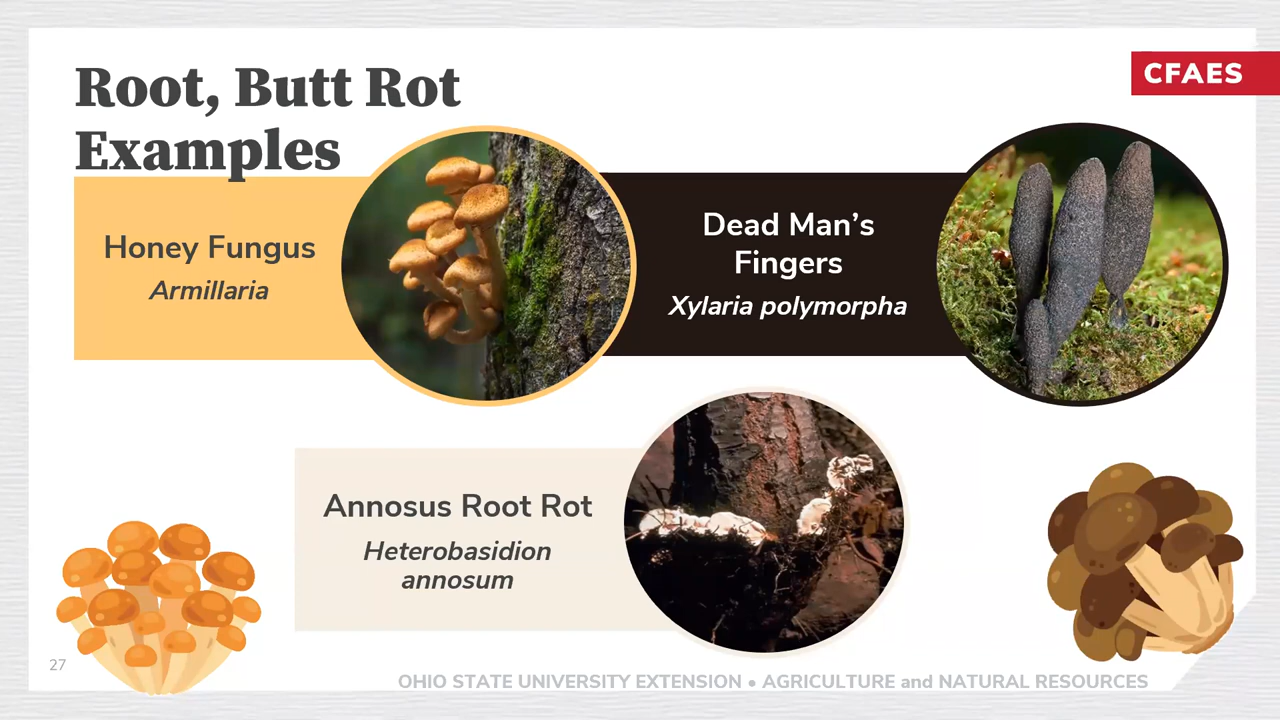 Root, Butt Rot
Examples
CFAES
Honey Fungus
Armillaria
Dead Man’s
Fingers
Xylaria polymorpha
Annosus Root Rot
Heterobasidion
annosum
27
OHIO STATE UNIVERSITY EXTENSION • AGRICULTURE and NATURAL RESOURCES